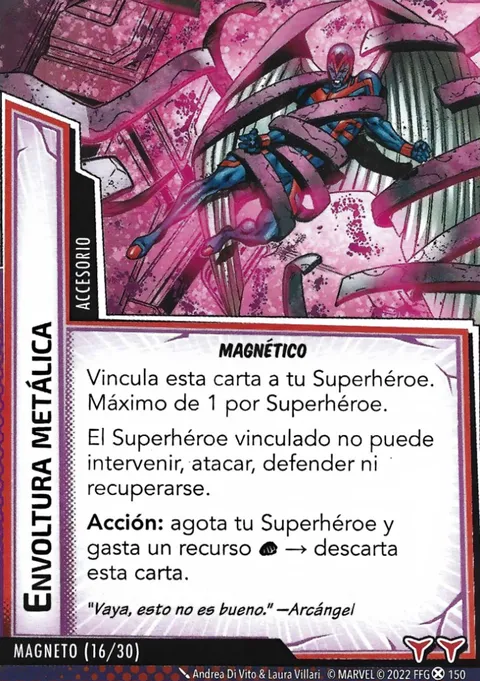 MAGNÉTICO
Vincula esta carta a tu Superhéroe.
Máximo de 1 por Superhéroe.
El Superhéroe vinculado no puede
intervenir, atacar, defender ni
recuperarse.
Acción: agota tu Superhéroe y
gasta un recurso → descarta
esta carta.
"Vaya, esto no es bueno." —Arcángel
ENVOLTURA METÁLICA
ACCESORIO
MAGNETO (16/30)
Andrea Di Vito & Laura Villari. © MARVEL © 2022 FFG 150